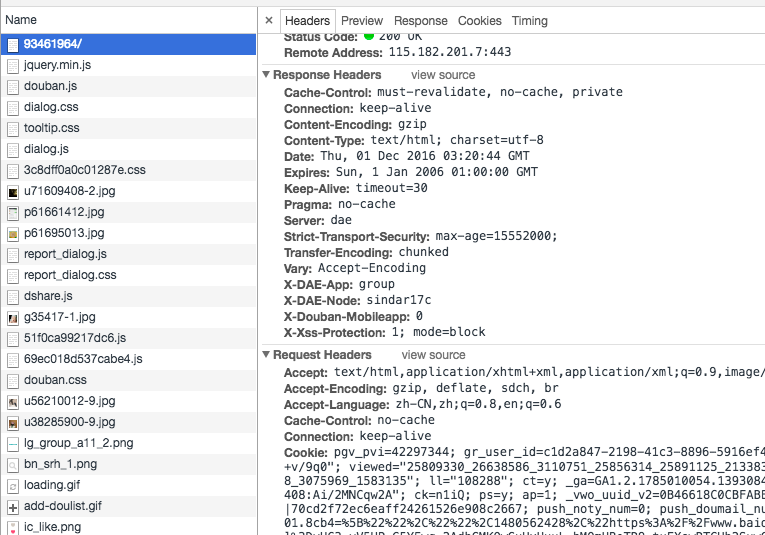 Name
× Headers Preview Response Cookies Timing
93461964/
jquery.min.js
douban.js
dialog.css
tooltip.css
dialog.js
3c8dff0a0c01287e.css
u71609408-2.jpg
p61661412.jpg
p61695013.jpg
report_dialog.js
report_dialog.css
dshare.js
g35417-1.jpg
51f0ca99217dc6.js
69ec018d537cabe4.js
douban.css
u56210012-9.jpg
u38285900-9.jpg
lg_group_a11_2.png
bn_srh_1.png
loading.gif
add-doulist.gif
ic_like.png
Status Code: 200 OK
Remote Address: 115.182.201.7:443
Response Headers view source
Cache-Control: must-revalidate, no-cache, private
Connection: keep-alive
Content-Encoding: gzip
Content-Type: text/html; charset=utf-8
Date: Thu, 01 Dec 2016 03:20:44 GMT
Expires: Sun, 1 Jan 2006 01:00:00 GMT
Keep-Alive: timeout=30
Pragma: no-cache
Server: dae
Strict-Transport-Security: max-age=15552000;
Transfer-Encoding: chunked
Vary: Accept-Encoding
X-DAE-App: group
X-DAE-Node: sindar17c
X-Douban-Mobileapp: 0
X-Xss-Protection: 1; mode=block
Request Headers view source
Accept: text/html,application/xhtml+xml,application/xml;q=0.9,image/
Accept-Encoding: gzip, deflate, sdch, br
Accept-Language: zh-CN,zh;q=0.8,en;q=0.6
Cache-Control: no-cache
Connection: keep-alive
Cookie: pgv_pvi=42297344; gr_user_id=c1d2a847-2198-41c3-8896-5916ef4
+v/9q0"; viewed="25809330_26638586_3110751_25856314_25891125_213383
8_3075969_1583135"; ll="108288"; ct=y; _ga=GA1.2.1785010054.1393084
408:Ai/2MNCqw2A"; ck=n1iQ; ps=y; ap=1; _vwo_uuid_v2=0B46618C0CBFABE
|70cd2f72ec6eaff24261526e908c2667; push_noty_num=0; push_doumail_nu
01.8cb4=%5B%22%22%2C%22%22%2C1480562428%2C%22https%3A%2F%2Fwww.baid